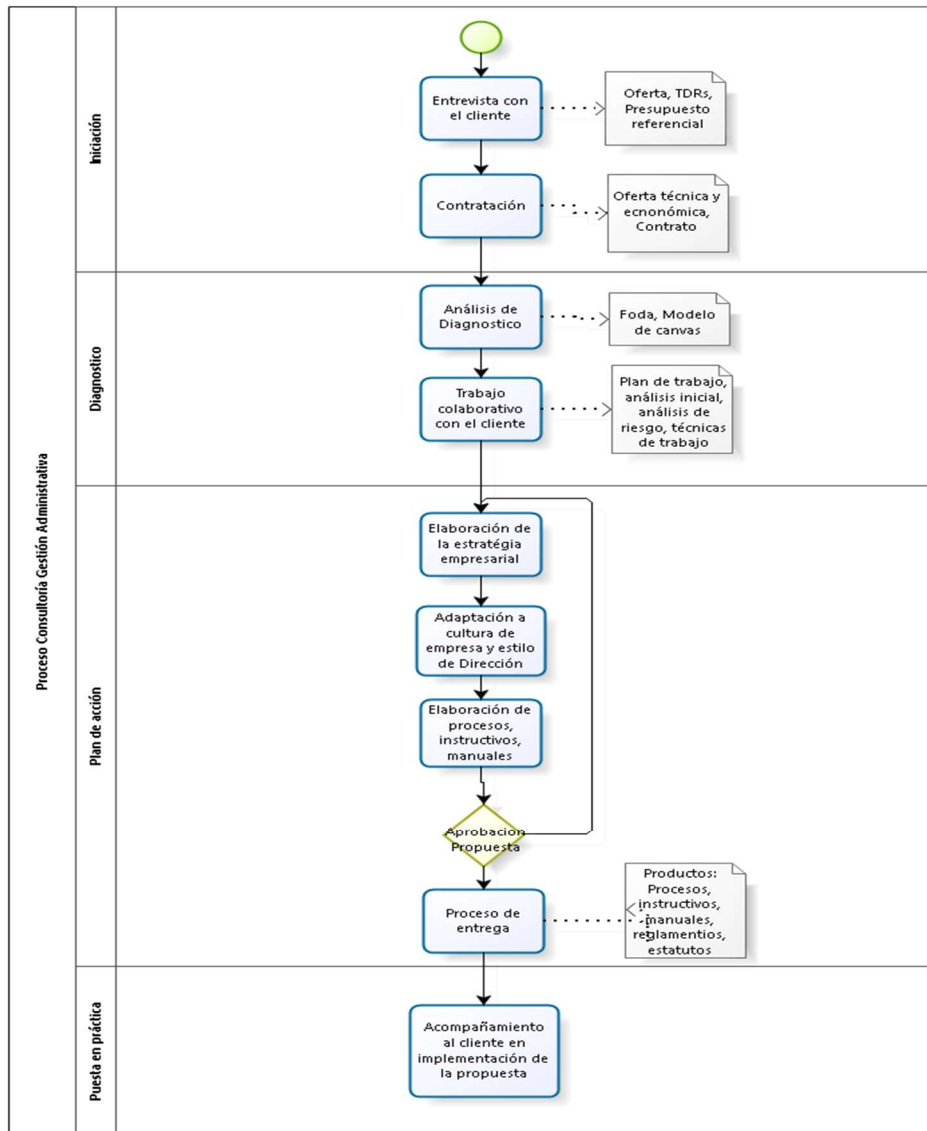 Proceso Consultoría Gestión Administrativa
Iniciación
Entrevista con
el cliente
Oferta, TDRs,
Presupuesto
referencial
Contratación
Oferta técnica y
ecnonómica,
Contrato
Diagnostico
Análisis de
Diagnostico
Foda, Modelo
de canvas
Trabajo
colaborativo
con el cliente
Plan de trabajo,
análisis inicial,
análisis de
riesgo, técnicas
de trabajo
Plan de acción
Elaboración de
la estratégia
empresarial
Adaptación a
cultura de
empresa y estilo
de Dirección
Elaboración de
procesos,
instructivos,
manuales
Aprobacion
Propuesta
Proceso de
entrega
Productos:
Procesos,
instructivos,
manuales,
reglamentios,
estatutos
Puesta en práctica
Acompañamiento
al cliente en
implementación de
la propuesta